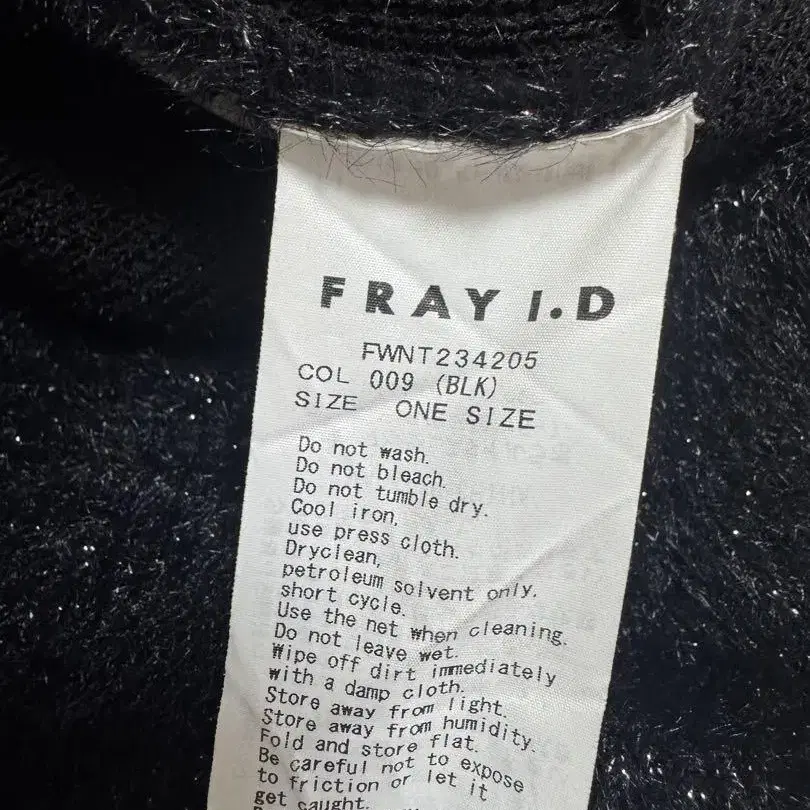 FRAY I.D
FWNT234205
COL 009 (BLK)
SIZE ONE SIZE
Do not wash.
Do not bleach.
Do not tumble dry.
Cool iron,
use press cloth.
Dryclean,
petroleum solvent only,
short cycle.
Use the net when cleaning.
Do not leave wet.
Wipe off dirt immediately
with a damp cloth.
Store away from light.
Store away from humidity.
Fold and store flat.
Be careful not to expose
to friction or let it
get caught.